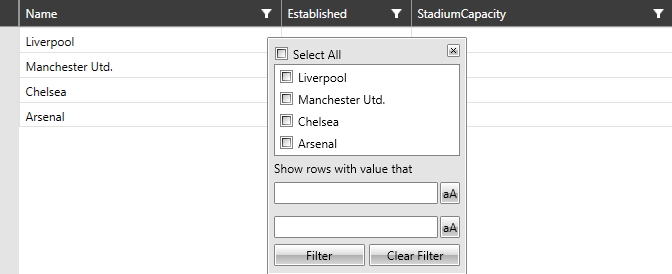 Name Established StadiumCapacity
Liverpool
Manchester Utd.
Chelsea
Arsenal
Select All
Liverpool
Manchester Utd.
Chelsea
Arsenal
Show rows with value that
aA
aA
Filter Clear Filter